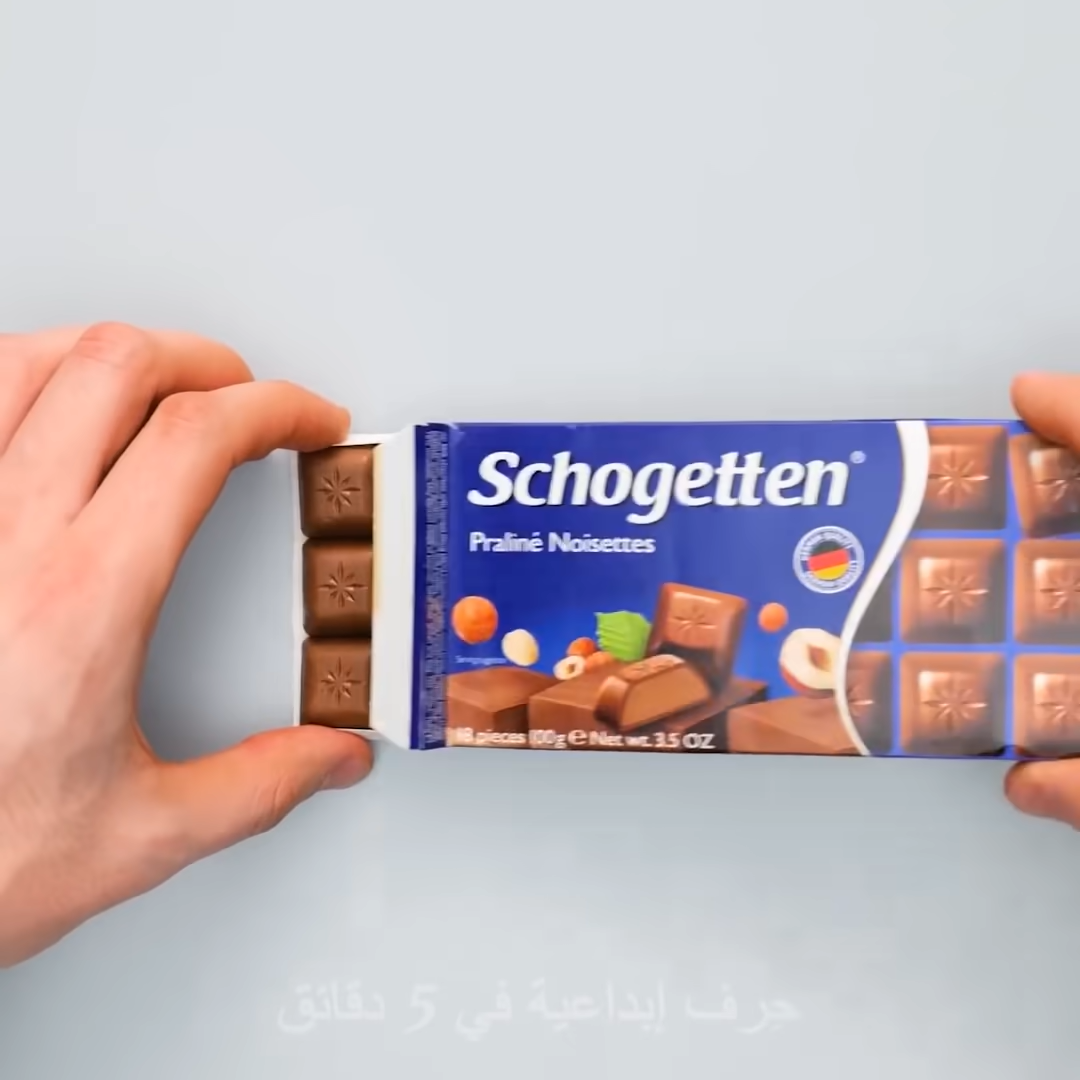 Schogetten®
Praliné Noisettes
18 pieces 100g ℮ Net wt. 3.5 OZ
حرف إبداعية في 5 دقائق